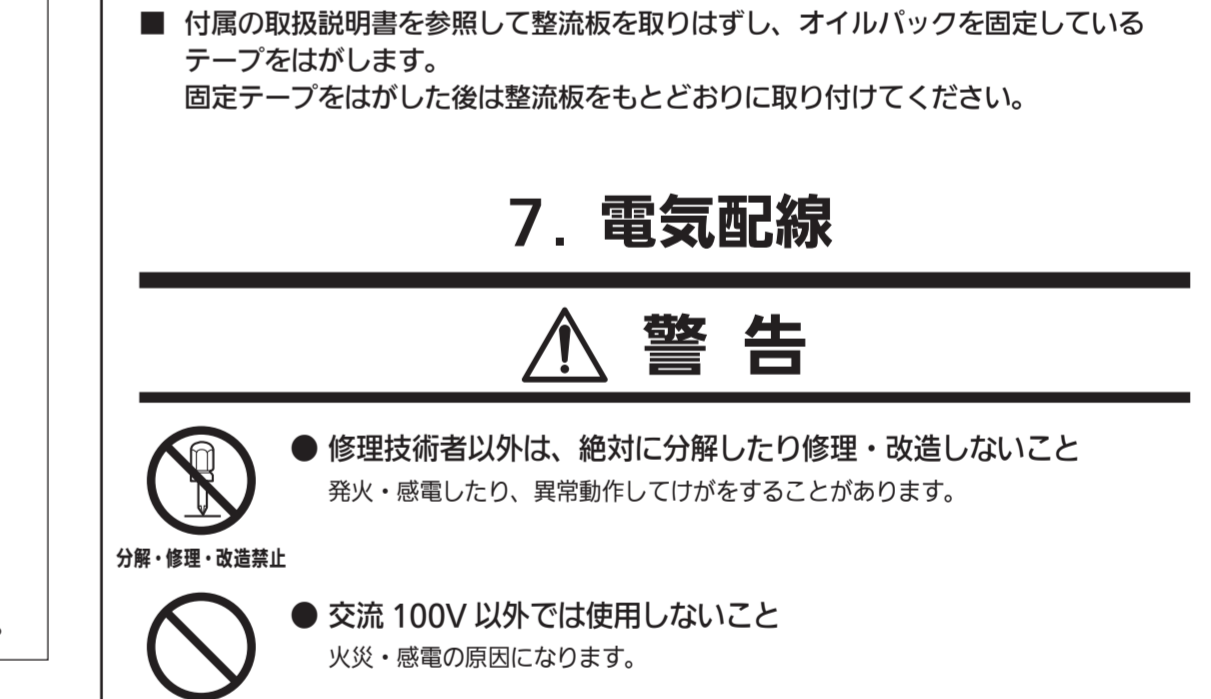 ■ 付属の取扱説明書を参照して整流板を取りはずし、オイルパックを固定している
テープをはがします。
固定テープをはがした後は整流板をもとどおりに取り付けてください。
7. 電気配線
警 告
● 修理技術者以外は、絶対に分解したり修理・改造しないこと
発火・感電したり、異常動作してけがをすることがあります。
分解・修理・改造禁止
● 交流 100V 以外では使用しないこと
火災・感電の原因になります。